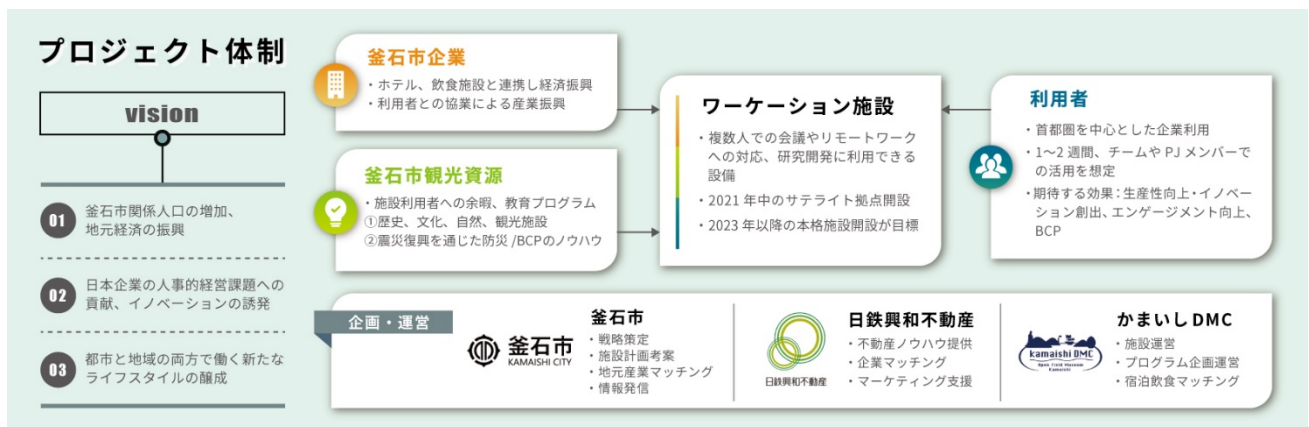 プロジェクト体制
vision
01
釜石市関係人口の増加、
地元経済の振興
02
日本企業の人事的経営課題への
貢献、イノベーションの誘発
03
都市と地域の両方で働く新たな
ライフスタイルの醸成
釜石市企業
・ホテル、飲食施設と連携し経済振興
・利用者との協業による産業振興
釜石市観光資源
・施設利用者への余暇、教育プログラム
①歴史、文化、自然、観光施設
②震災復興を通じた防災/BCPのノウハウ
ワーケーション施設
・複数人での会議やリモートワーク
への対応、研究開発に利用できる
設備
・2021年中のサテライト拠点開設
・2023年以降の本格施設開設が目標
利用者
・首都圏を中心とした企業利用
・1〜2週間、チームやPJメンバーで
の活用を想定
・期待する効果：生産性向上・イノベー
ション創出、エンゲージメント向上、
BCP
企画・運営
釜石市
KAMAISHI CITY
釜石市
・戦略策定
・施設計画考案
・地元産業マッチング
・情報発信
日鉄興和不動産
日鉄興和不動産
・不動産ノウハウ提供
・企業マッチング
・マーケティング支援
kamaishi DMC
Open Field Museum
Kamaishi
かまいしDMC
・施設運営
・プログラム企画運営
・宿泊飲食マッチング